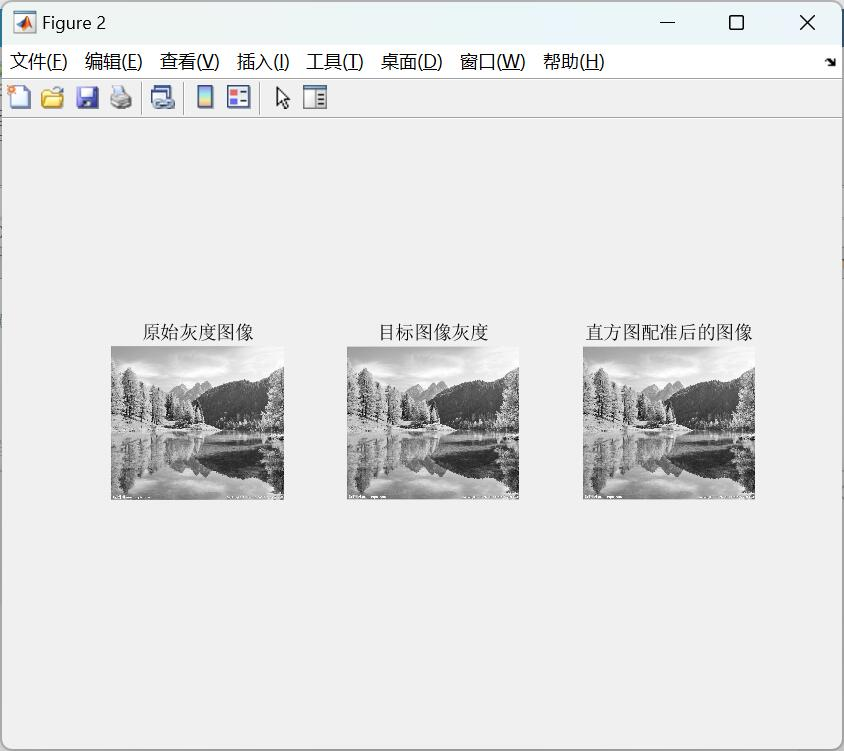 Figure 2
文件(F) 编辑(E) 查看(V) 插入(I) 工具(T) 桌面(D) 窗口(W) 帮助(H)
原始灰度图像 目标图像灰度 直方图配准后的图像